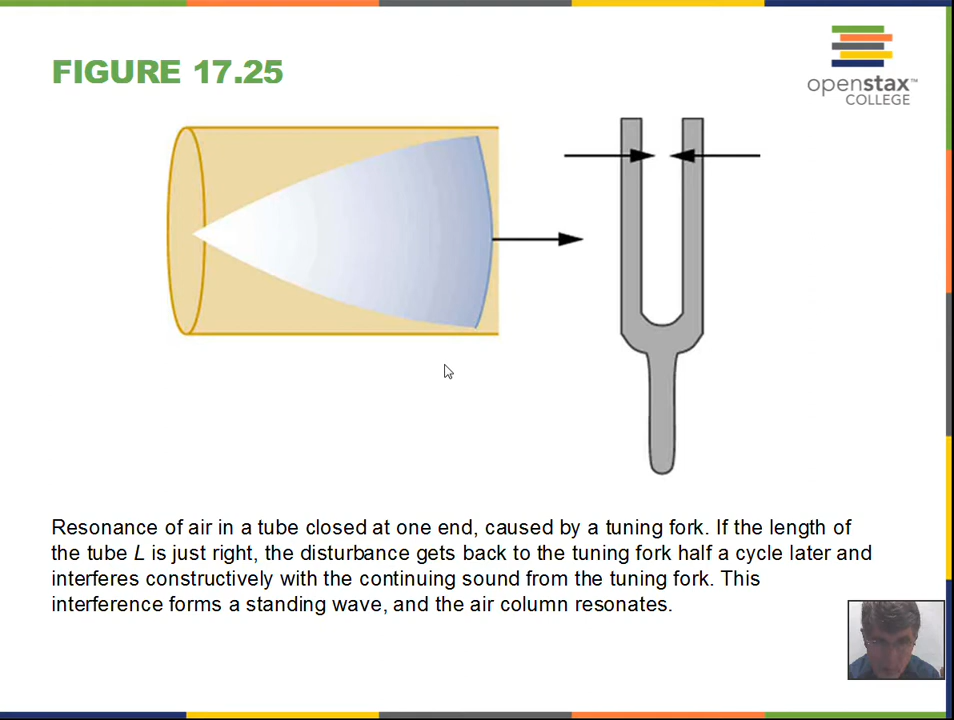 FIGURE 17.25
openstax™
COLLEGE
Resonance of air in a tube closed at one end, caused by a tuning fork. If the length of
the tube L is just right, the disturbance gets back to the tuning fork half a cycle later and
interferes constructively with the continuing sound from the tuning fork. This
interference forms a standing wave, and the air column resonates.